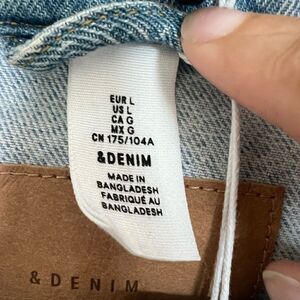 EUR L
US L
CA G
MX G
CN 175/104A
&DENIM
MADE IN
BANGLADESH
FABRIQUÉ AU
BANGLADESH
&DENIM